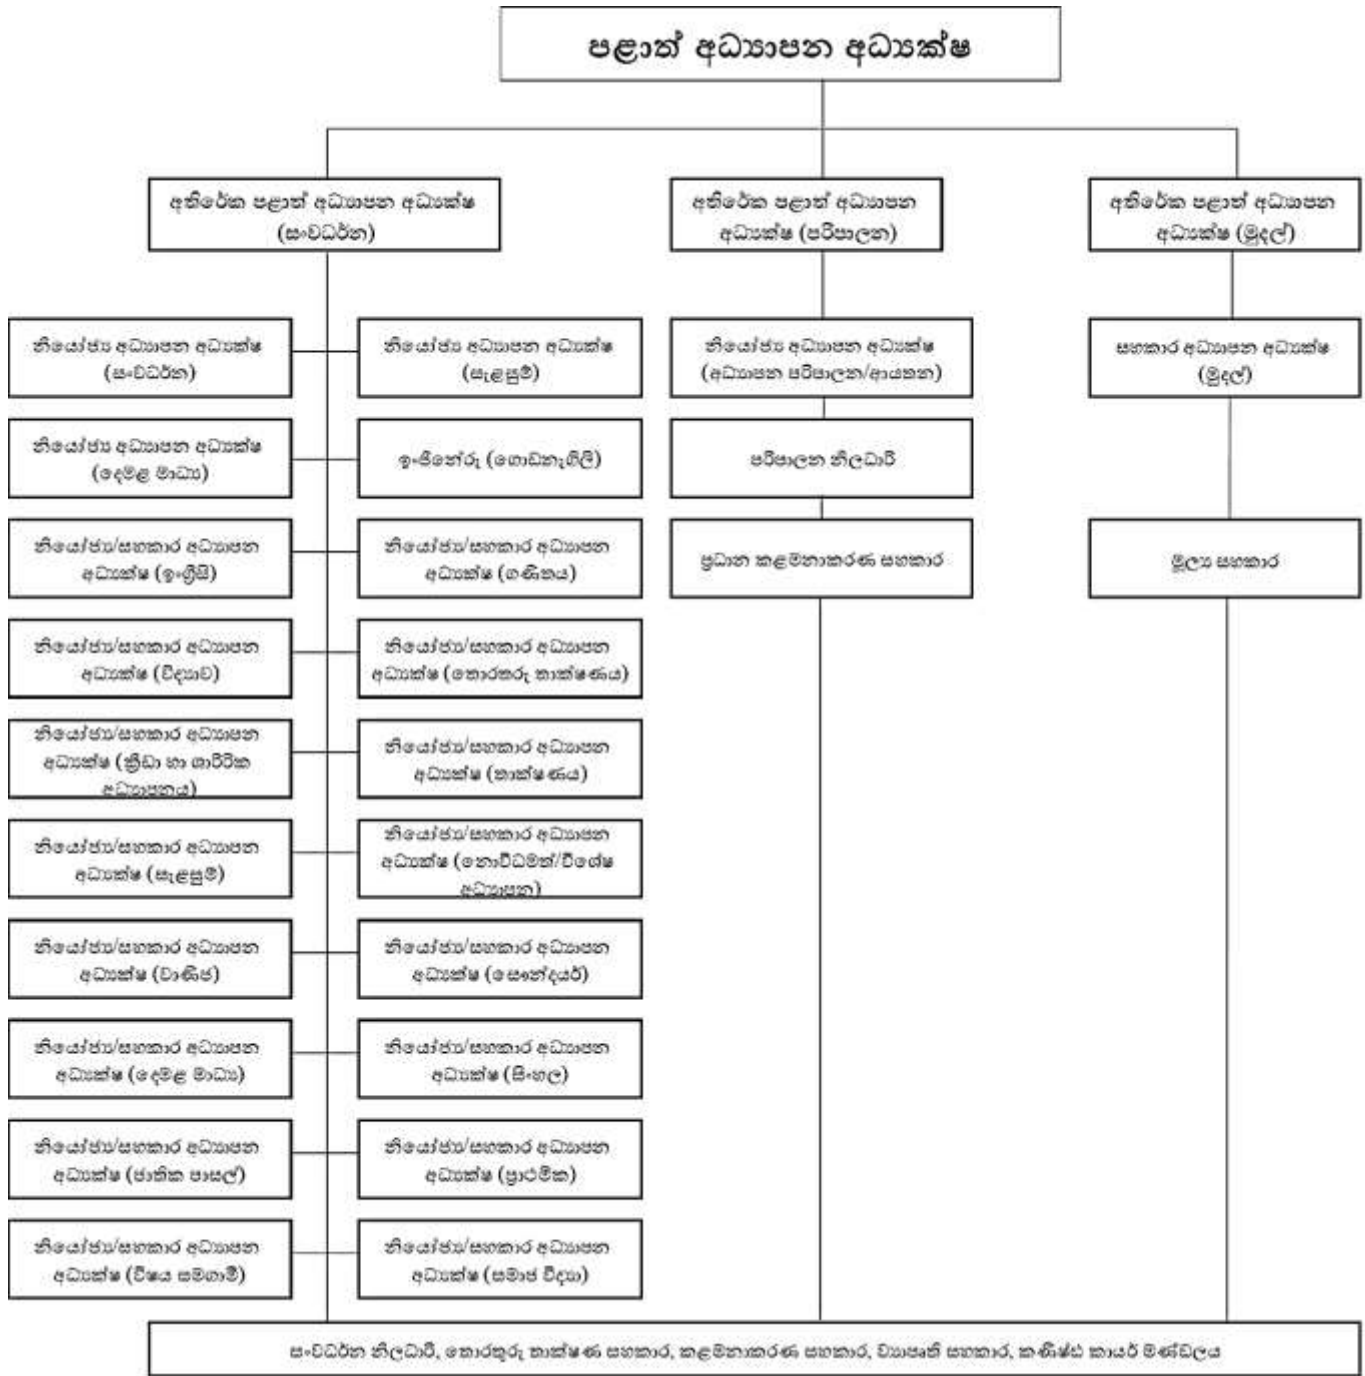 පළාත් අධ්‍යාපන අධ්‍යක්ෂ
අතිරේක පළාත් අධ්‍යාපන අධ්‍යක්ෂ
(සංවර්ධන)
අතිරේක පළාත් අධ්‍යාපන
අධ්‍යක්ෂ (පරිපාලන)
අතිරේක පළාත් අධ්‍යාපන
අධ්‍යක්ෂ (මුදල්)
නියෝජ්‍ය අධ්‍යාපන අධ්‍යක්ෂ
(සංවර්ධන)
නියෝජ්‍ය අධ්‍යාපන අධ්‍යක්ෂ
(සැළසුම්)
නියෝජ්‍ය අධ්‍යාපන අධ්‍යක්ෂ
(අධ්‍යාපන පරිපාලන/ආයතන)
සහකාර අධ්‍යාපන අධ්‍යක්ෂ
(මුදල්)
නියෝජ්‍ය අධ්‍යාපන අධ්‍යක්ෂ
(දෙමළ මාධ්‍ය)
ඉංජිනේරු (ගොඩනැගිලි)
පරිපාලන නිලධාරී
නියෝජ්‍ය/සහකාර අධ්‍යාපන
අධ්‍යක්ෂ (ඉංග්‍රීසි)
නියෝජ්‍ය/සහකාර අධ්‍යාපන
අධ්‍යක්ෂ (ගණිතය)
ප්‍රධාන කළමනාකරණ සහකාර
මූල්‍ය සහකාර
නියෝජ්‍ය/සහකාර අධ්‍යාපන
අධ්‍යක්ෂ (විද්‍යාව)
නියෝජ්‍ය/සහකාර අධ්‍යාපන
අධ්‍යක්ෂ (තොරතරු තාක්ෂණය)
නියෝජ්‍ය/සහකාර අධ්‍යාපන
අධ්‍යක්ෂ (ක්‍රීඩා හා ශාරීරික
අධ්‍යාපනය)
නියෝජ්‍ය/සහකාර අධ්‍යාපන
අධ්‍යක්ෂ (තාක්ෂණය)
නියෝජ්‍ය/සහකාර අධ්‍යාපන
අධ්‍යක්ෂ (සැළසුම්)
නියෝජ්‍ය/සහකාර අධ්‍යාපන
අධ්‍යක්ෂ (නොවිධිමත්/විශේෂ
අධ්‍යාපන)
නියෝජ්‍ය/සහකාර අධ්‍යාපන
අධ්‍යක්ෂ (වාණිජ)
නියෝජ්‍ය/සහකාර අධ්‍යාපන
අධ්‍යක්ෂ (සෞන්දයර්)
නියෝජ්‍ය/සහකාර අධ්‍යාපන
අධ්‍යක්ෂ (දෙමළ මාධ්‍ය)
නියෝජ්‍ය/සහකාර අධ්‍යාපන
අධ්‍යක්ෂ (සිංහල)
නියෝජ්‍ය/සහකාර අධ්‍යාපන
අධ්‍යක්ෂ (ජාතික පාසල්)
නියෝජ්‍ය/සහකාර අධ්‍යාපන
අධ්‍යක්ෂ (ප්‍රාථමික)
නියෝජ්‍ය/සහකාර අධ්‍යාපන
අධ්‍යක්ෂ (විෂය සමගාමී)
නියෝජ්‍ය/සහකාර අධ්‍යාපන
අධ්‍යක්ෂ (සමාජ විද්‍යා)
සංවර්ධන නිලධාරී, තොරතුරු තාක්ෂණ සහකාර, කළමනාකරණ සහකාර, ව්‍යාපෘති සහකාර, කණිෂ්ඨ කායර් මණ්ඩලය